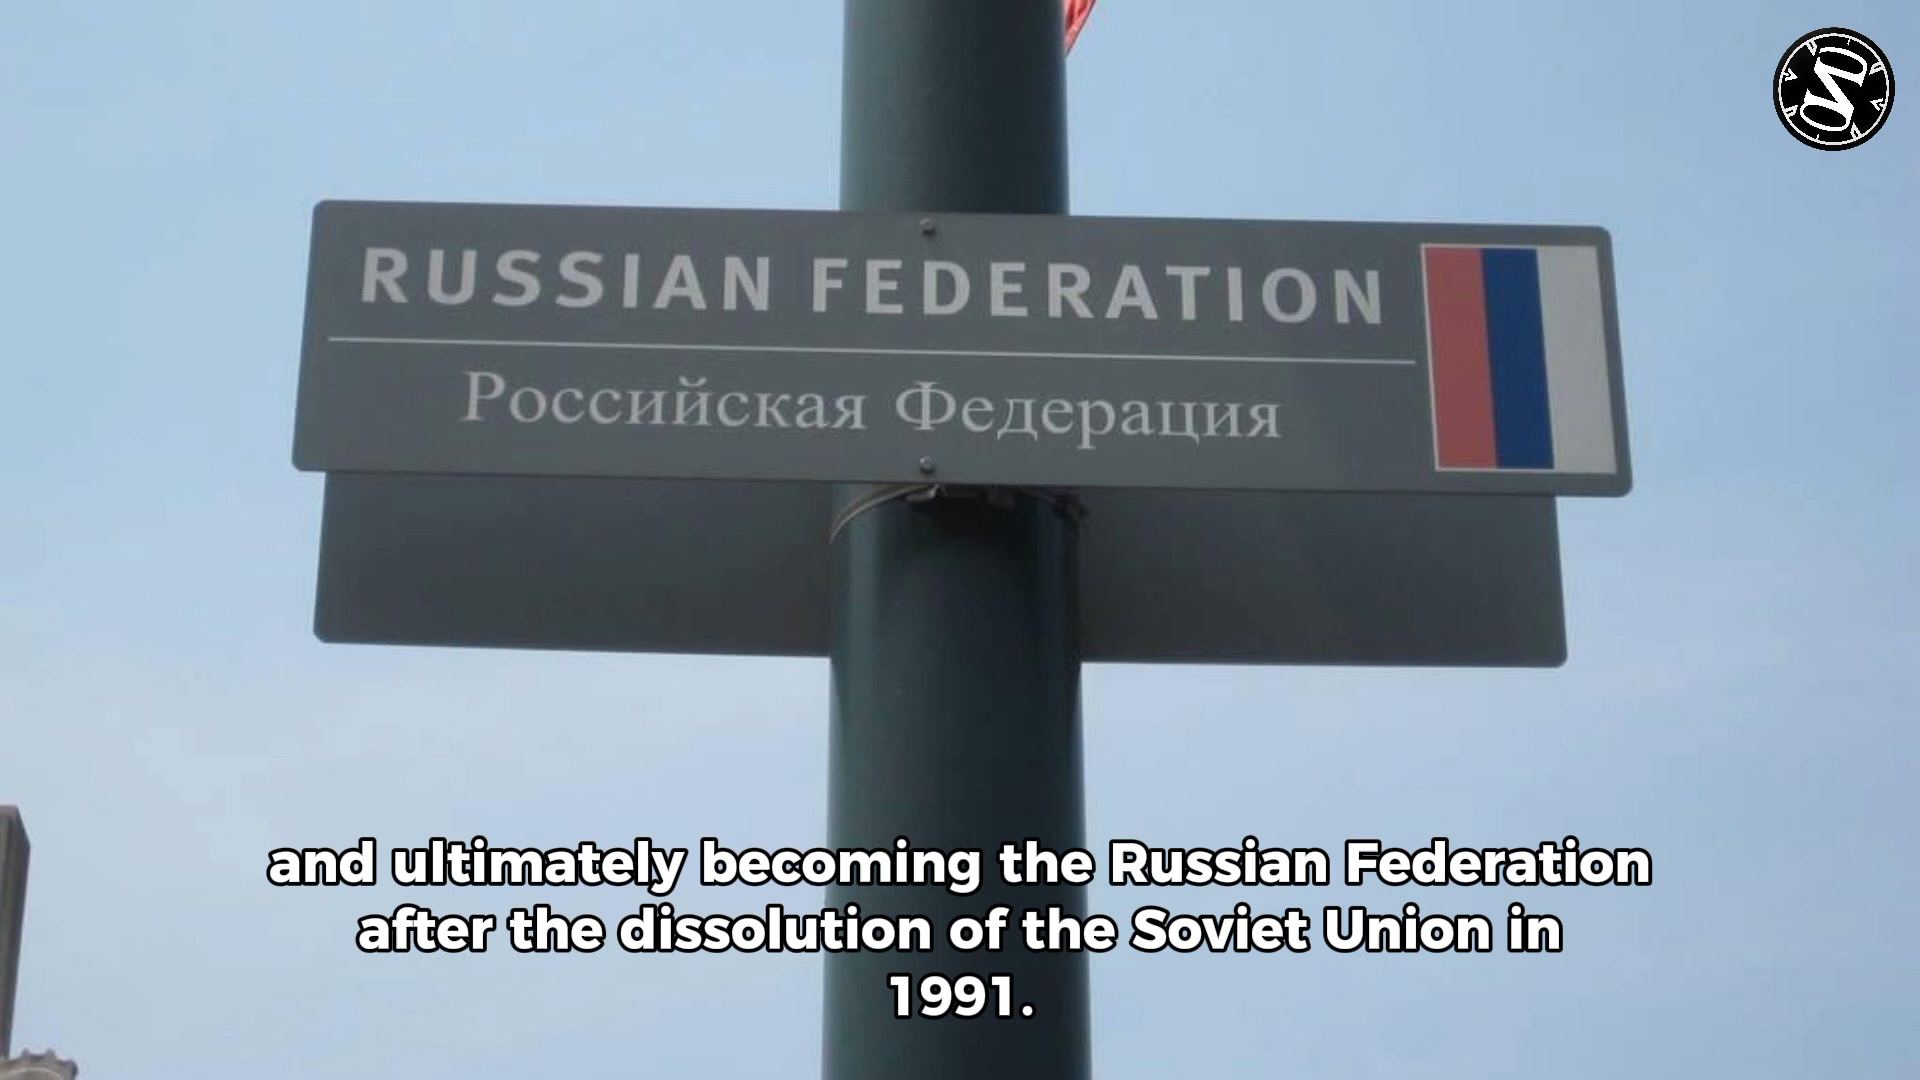 RUSSIAN FEDERATION
Российская Федерация
and ultimately becoming the Russian Federation
after the dissolution of the Soviet Union in
1991.